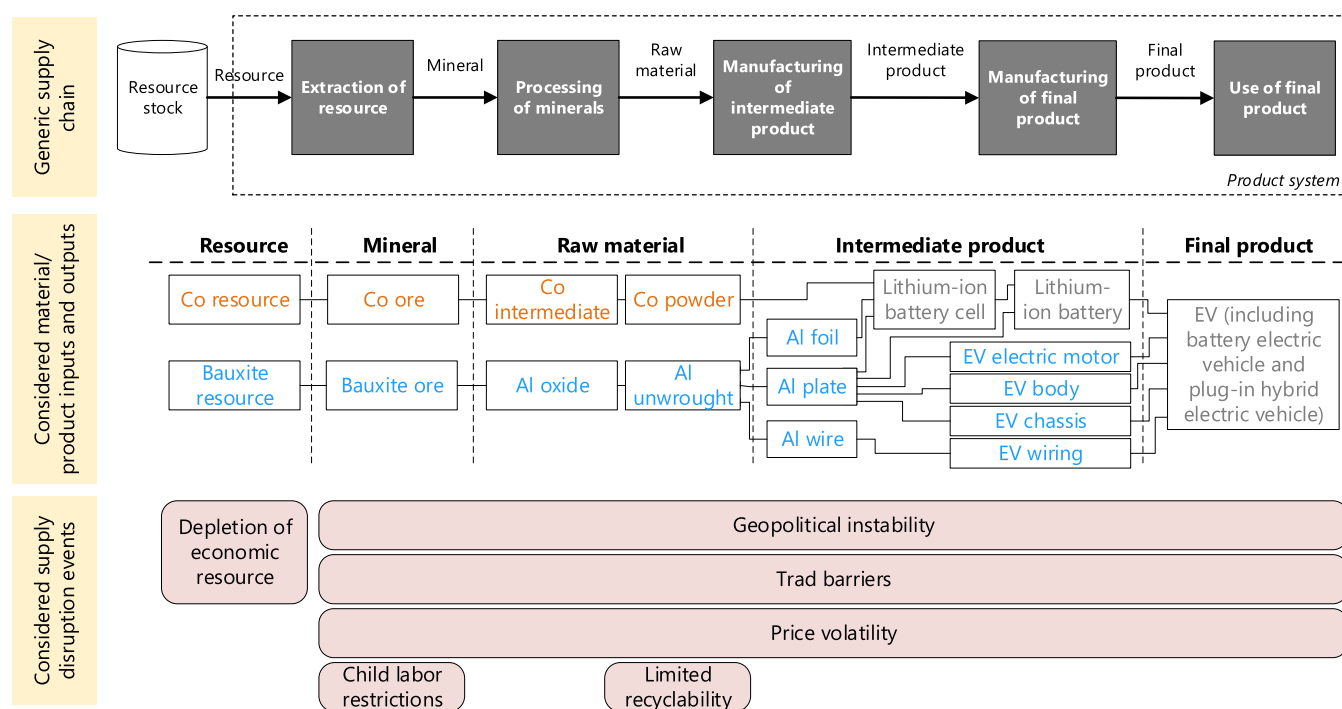 Generic supply
chain
Resource
stock
Resource
Extraction of
resource
Mineral
Processing
of minerals
Raw
material
Manufacturing
of
intermediate
product
Intermediate
product
Manufacturing
of final
product
Final
product
Use of final
product
Product system
Considered material/
product inputs and outputs
Resource
Mineral
Raw material
Intermediate product
Final product
Co resource
Co ore
Co
intermediate
Co powder
Lithium-ion
battery cell
Lithium-
ion battery
Al foil
EV (including
battery electric
vehicle and
plug-in hybrid
electric vehicle)
Bauxite
resource
Bauxite ore
Al oxide
Al
unwrought
Al plate
Al wire
EV electric motor
EV body
EV chassis
EV wiring
Considered supply
disruption events
Depletion of
economic
resource
Geopolitical instability
Trad barriers
Price volatility
Child labor
restrictions
Limited
recyclability